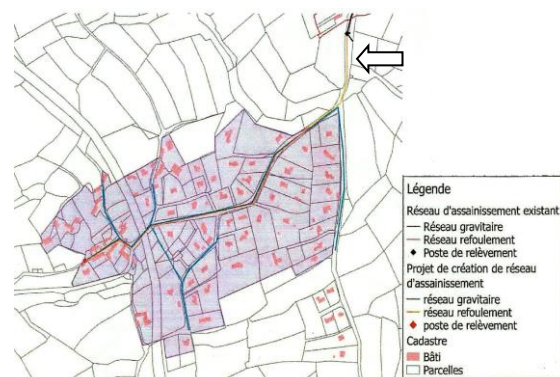 Légende
Réseau d'assainissement existant
Réseau gravitaire
Réseau refoulement
Poste de relèvement
Projet de création de réseau
d'assainissement
réseau gravitaire
réseau refoulement
poste de relèvement
Cadastre
Bâti
Parcelles